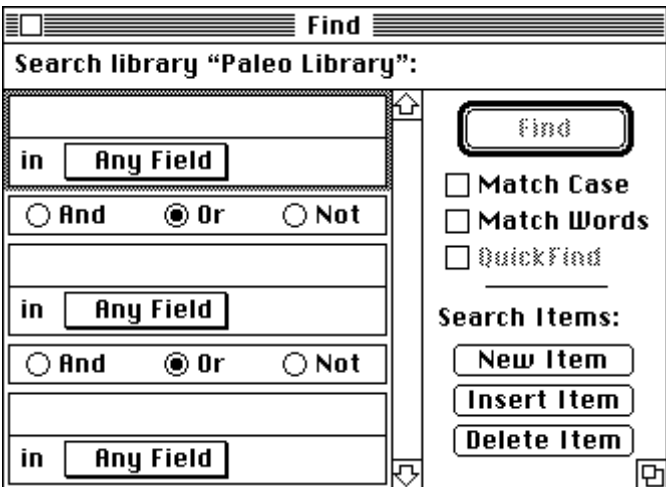 Find
Search library “Paleo Library”:
in Any Field
And Or Not
in Any Field
And Or Not
in Any Field
Find
Match Case
Match Words
QuickFind
Search Items:
New Item
Insert Item
Delete Item